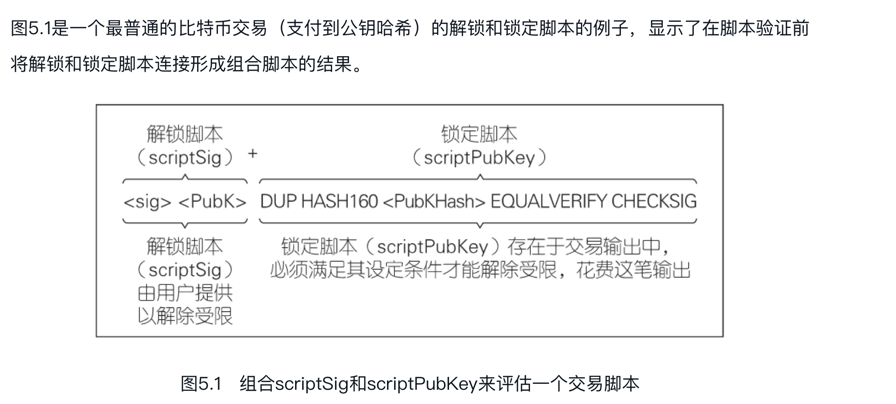 图5.1是一个最普通的比特币交易（支付到公钥哈希）的解锁和锁定脚本的例子，显示了在脚本验证前
将解锁和锁定脚本连接形成组合脚本的结果。
解锁脚本 锁定脚本
（scriptSig） + （scriptPubKey）
<sig> <PubK> DUP HASH160 <PubKHash> EQUALVERIFY CHECKSIG
解锁脚本 锁定脚本（scriptPubKey）存在于交易输出中，
（scriptSig） 必须满足其设定条件才能解除受限，花费这笔输出
由用户提供
以解除受限
图5.1 组合scriptSig和scriptPubKey来评估一个交易脚本